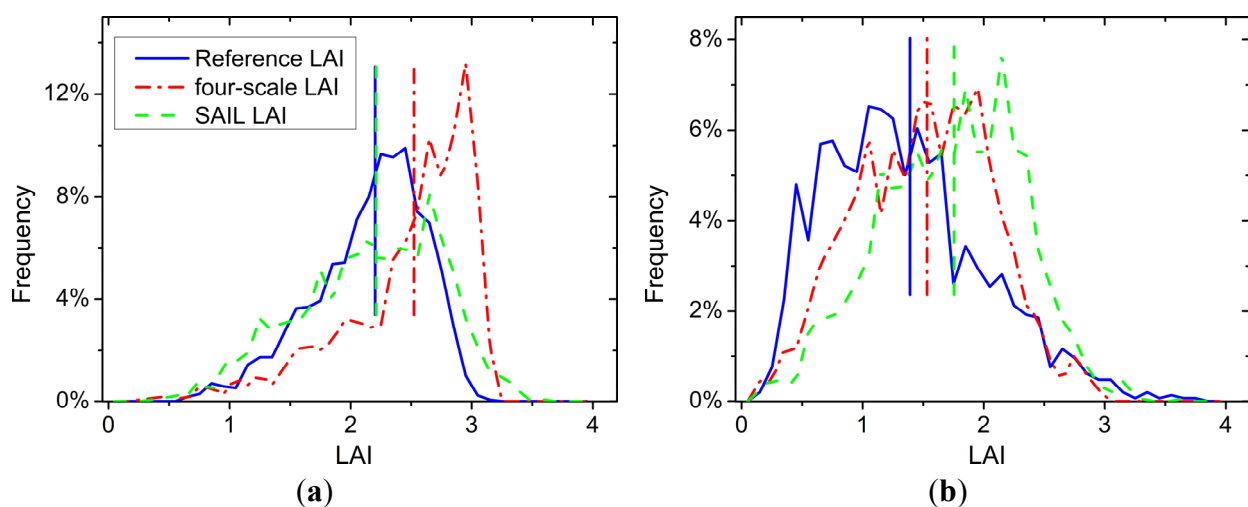 Reference LAI
four-scale LAI
SAIL LAI
Frequency
12%
8%
4%
0%
0 1 2 3 4
LAI
(a)
Frequency
8%
6%
4%
2%
0%
0 1 2 3 4
LAI
(b)